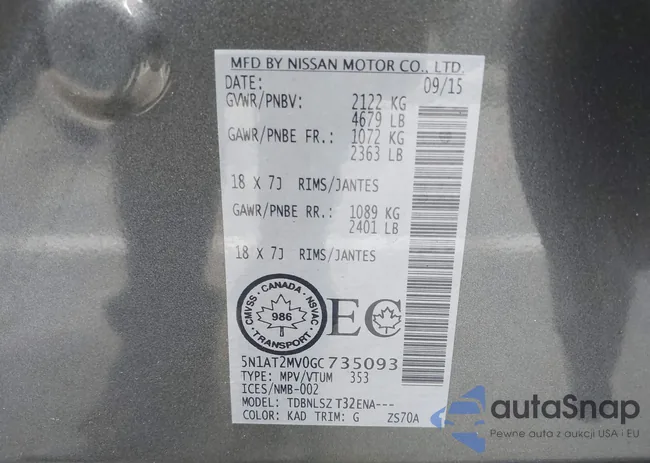 MFD BY NISSAN MOTOR CO., LTD.
DATE: 09/15
GVWR/PNBV: 2122 KG
4679 LB
GAWR/PNBE FR.: 1072 KG
2363 LB
18 X 7J RIMS/JANTES
GAWR/PNBE RR.: 1089 KG
2401 LB
18 X 7J RIMS/JANTES
CANADA
CMVSS · NSVAC
986
TRANSPORT
EC
5N1AT2MV0GC735093
TYPE: MPV/VTUM 353
ICES/NMB-002
MODEL: TDBNLSZ T32ENA---
COLOR: KAD TRIM: G ZS70A
autoSnap
Pewne auta z aukcji USA i EU